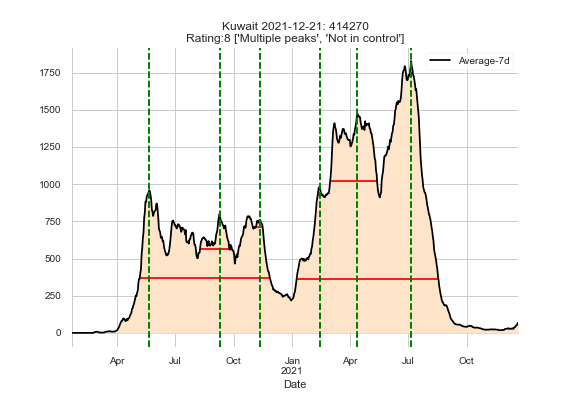 Kuwait 2021-12-21: 414270
Rating:8 ['Multiple peaks', 'Not in control']
Average-7d
1750
1500
1250
1000
750
500
250
0
Apr
Jul
Oct
Jan
2021
Apr
Jul
Oct
Date